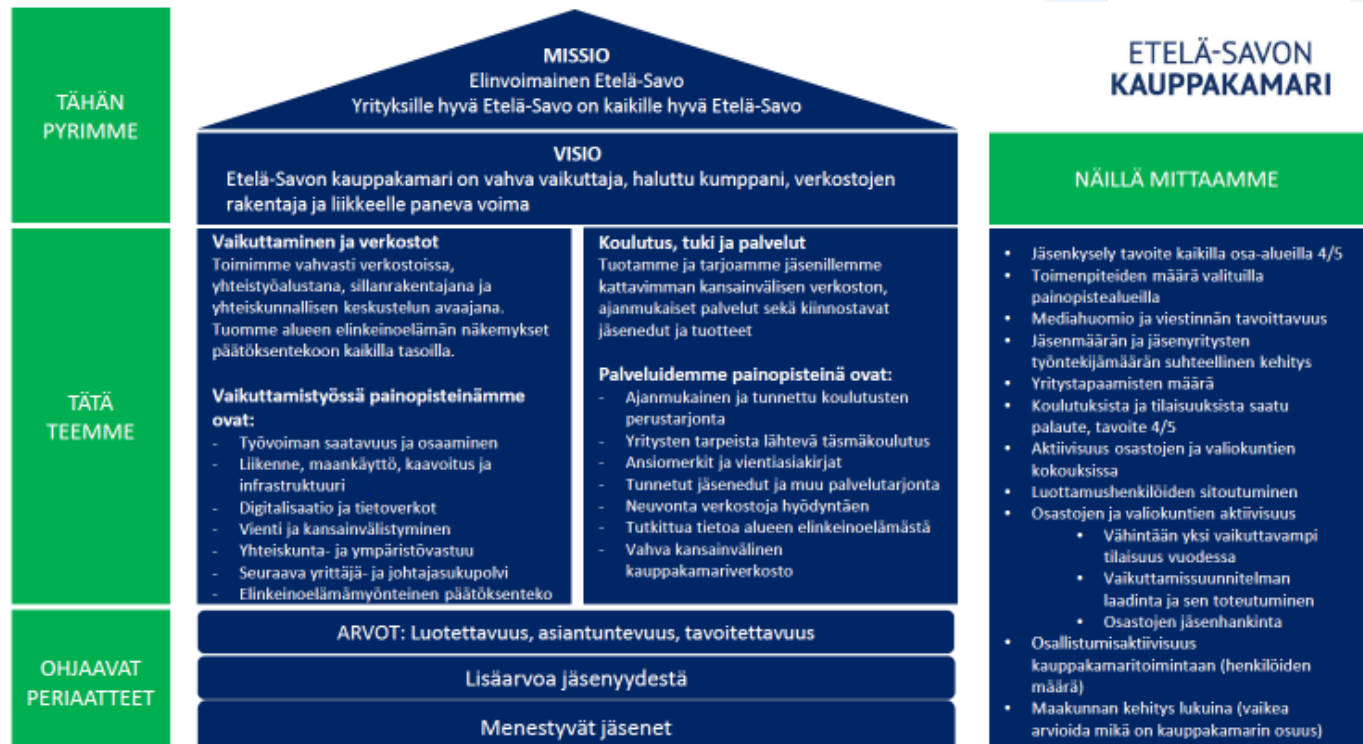 TÄHÄN
PYRIMME
MISSIO
Elinvoimainen Etelä-Savo
Yrityksille hyvä Etelä-Savo on kaikille hyvä Etelä-Savo
VISIO
Etelä-Savon kauppakamari on vahva vaikuttaja, haluttu kumppani, verkostojen
rakentaja ja liikkeelle paneva voima
TÄTÄ
TEEMME
Vaikuttaminen ja verkostot
Toimimme vahvasti verkostoissa,
yhteistyöalustana, sillanrakentajana ja
yhteiskunnallisen keskustelun avaajana.
Tuomme alueen elinkeinoelämän näkemykset
päätöksentekoon kaikilla tasoilla.
Vaikuttamistyössä painopisteinämme
ovat:
- Työvoiman saatavuus ja osaaminen
- Liikenne, maankäyttö, kaavoitus ja
infrastruktuuri
- Digitalisaatio ja tietoverkot
- Vienti ja kansainvälistyminen
- Yhteiskunta- ja ympäristövastuu
- Seuraava yrittäjä- ja johtajasukupolvi
- Elinkeinoelämämyönteinen päätöksenteko
Koulutus, tuki ja palvelut
Tuotamme ja tarjoamme jäsenillemme
kattavimman kansainvälisen verkoston,
ajanmukaiset palvelut sekä kiinnostavat
jäsenedut ja tuotteet
Palveluidemme painopisteinä ovat:
- Ajanmukainen ja tunnettu koulutusten
perustarjonta
- Yritysten tarpeista lähtevä täsmäkoulutus
- Ansiomerkit ja vientiasiakirjat
- Tunnetut jäsenedut ja muu palvelutarjonta
- Neuvonta verkostoja hyödyntäen
- Tutkittua tietoa alueen elinkeinoelämästä
- Vahva kansainvälinen
kauppakamariverkosto
OHJAAVAT
PERIAATTEET
ARVOT: Luotettavuus, asiantuntevuus, tavoitettavuus
Lisäarvoa jäsenyydestä
Menestyvät jäsenet
ETELÄ-SAVON
KAUPPAKAMARI
NÄILLÄ MITTAAMME
• Jäsenkysely tavoite kaikilla osa-alueilla 4/5
• Toimenpiteiden määrä valituilla
painopistealueilla
• Mediahuomio ja viestinnän tavoittavuus
• Jäsenmäärän ja jäsenyritysten
työntekijämäärän suhteellinen kehitys
• Yritystapaamisten määrä
• Koulutuksista ja tilaisuuksista saatu
palaute, tavoite 4/5
• Aktiivisuus osastojen ja valiokuntien
kokouksissa
• Luottamushenkilöiden sitoutuminen
• Osastojen ja valiokuntien aktiivisuus
• Vähintään yksi vaikuttavampi
tilaisuus vuodessa
• Vaikuttamissuunnitelman
laadinta ja sen toteutuminen
• Osastojen jäsenhankinta
• Osallistumisaktiivisuus
kauppakamaritoimintaan (henkilöiden
määrä)
• Maakunnan kehitys lukuina (vaikea
arvioida mikä on kauppakamarin osuus)